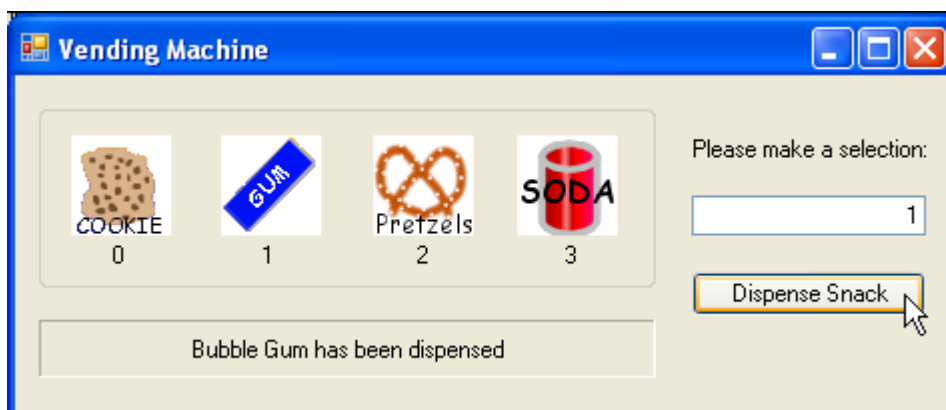 Vending Machine
COOKIE
GUM
Pretzels
SODA
0
1
2
3
Please make a selection:
1
Dispense Snack
Bubble Gum has been dispensed